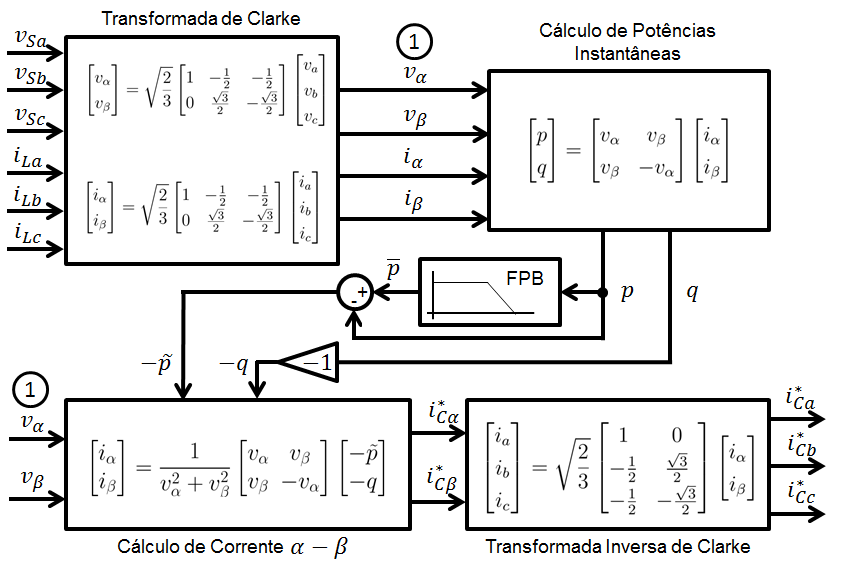 Transformada de Clarke
v_{Sa}
v_{Sb}
v_{Sc}
i_{La}
i_{Lb}
i_{Lc}
\begin{bmatrix} v_\alpha \\ v_\beta \end{bmatrix} = \sqrt{\frac{2}{3}} \begin{bmatrix} 1 & -\frac{1}{2} & -\frac{1}{2} \\ 0 & \frac{\sqrt{3}}{2} & -\frac{\sqrt{3}}{2} \end{bmatrix} \begin{bmatrix} v_a \\ v_b \\ v_c \end{bmatrix}
\begin{bmatrix} i_\alpha \\ i_\beta \end{bmatrix} = \sqrt{\frac{2}{3}} \begin{bmatrix} 1 & -\frac{1}{2} & -\frac{1}{2} \\ 0 & \frac{\sqrt{3}}{2} & -\frac{\sqrt{3}}{2} \end{bmatrix} \begin{bmatrix} i_a \\ i_b \\ i_c \end{bmatrix}
1
v_\alpha
v_\beta
i_\alpha
i_\beta
Cálculo de Potências
Instantâneas
\begin{bmatrix} p \\ q \end{bmatrix} = \begin{bmatrix} v_\alpha & v_\beta \\ v_\beta & -v_\alpha \end{bmatrix} \begin{bmatrix} i_\alpha \\ i_\beta \end{bmatrix}
- +
\overline{p}
FPB
p
q
-\tilde{p}
-q
-1
1
v_\alpha
v_\beta
\begin{bmatrix} i_\alpha \\ i_\beta \end{bmatrix} = \frac{1}{v_\alpha^2 + v_\beta^2} \begin{bmatrix} v_\alpha & v_\beta \\ v_\beta & -v_\alpha \end{bmatrix} \begin{bmatrix} -\tilde{p} \\ -q \end{bmatrix}
Cálculo de Corrente α − β
i^*_{C\alpha}
i^*_{C\beta}
\begin{bmatrix} i_a \\ i_b \\ i_c \end{bmatrix} = \sqrt{\frac{2}{3}} \begin{bmatrix} 1 & 0 \\ -\frac{1}{2} & \frac{\sqrt{3}}{2} \\ -\frac{1}{2} & -\frac{\sqrt{3}}{2} \end{bmatrix} \begin{bmatrix} i_\alpha \\ i_\beta \end{bmatrix}
Transformada Inversa de Clarke
i^*_{Ca}
i^*_{Cb}
i^*_{Cc}